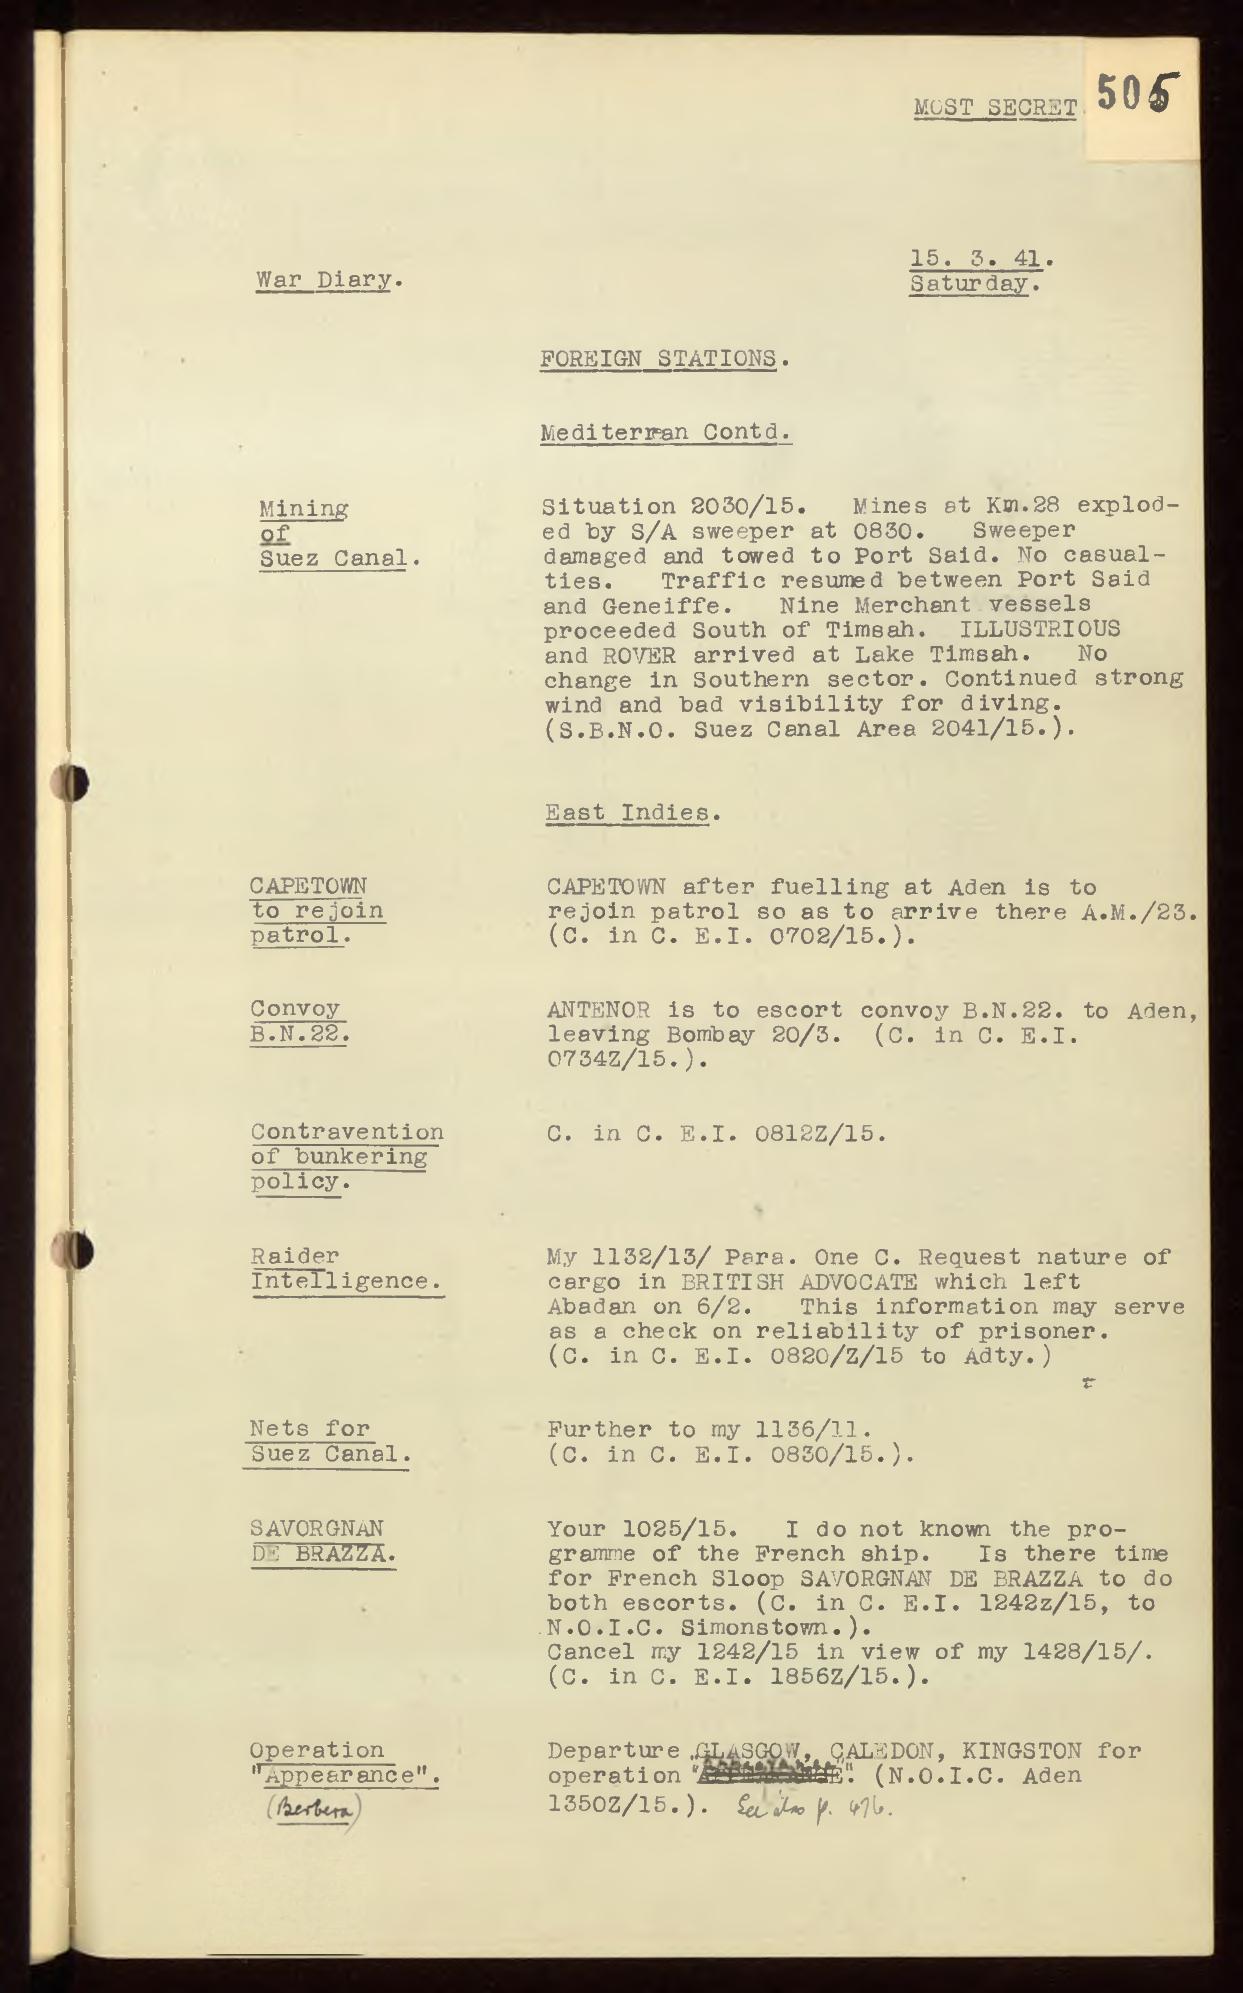 MOST SECRET.
505
War Diary.
15. 3. 41.
Saturday.
FOREIGN STATIONS.
Mediterran Contd.
Mining
of
Suez Canal.
Situation 2030/15. Mines at Km.28 explod-
ed by S/A sweeper at 0830. Sweeper
damaged and towed to Port Said. No casual-
ties. Traffic resumed between Port Said
and Geneiffe. Nine Merchant vessels
proceeded South of Timsah. ILLUSTRIOUS
and ROVER arrived at Lake Timsah. No
change in Southern sector. Continued strong
wind and bad visibility for diving.
(S.B.N.O. Suez Canal Area 2041/15.).
East Indies.
CAPETOWN
to rejoin
patrol.
CAPETOWN after fuelling at Aden is to
rejoin patrol so as to arrive there A.M./23.
(C. in C. E.I. 0702/15.).
Convoy
B.N.22.
ANTENOR is to escort convoy B.N.22. to Aden,
leaving Bombay 20/3. (C. in C. E.I.
0734Z/15.).
Contravention
of bunkering
policy.
C. in C. E.I. 0812Z/15.
Raider
Intelligence.
My 1132/13/ Para. One C. Request nature of
cargo in BRITISH ADVOCATE which left
Abadan on 6/2. This information may serve
as a check on reliability of prisoner.
(C. in C. E.I. 0820/Z/15 to Adty.)
Nets for
Suez Canal.
Further to my 1136/11.
(C. in C. E.I. 0830/15.).
SAVORGNAN
DE BRAZZA.
Your 1025/15. I do not known the pro-
gramme of the French ship. Is there time
for French Sloop SAVORGNAN DE BRAZZA to do
both escorts. (C. in C. E.I. 1242z/15, to
N.O.I.C. Simonstown.).
Cancel my 1242/15 in view of my 1428/15/.
(C. in C. E.I. 1856Z/15.).
Operation
"Appearance".
(Berbera)
Departure GLASGOW, CALEDON, KINGSTON for
operation " ". (N.O.I.C. Aden
1350Z/15.). See also p. 476.